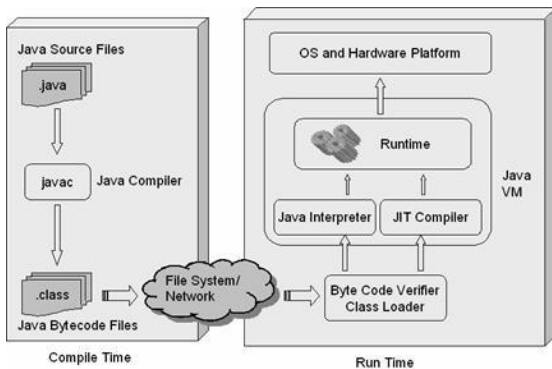 Java Source Files
.java
javac
Java Compiler
.class
Java Bytecode Files
Compile Time
File System/
Network
OS and Hardware Platform
Runtime
Java Interpreter
JIT Compiler
Java
VM
Byte Code Verifier
Class Loader
Run Time